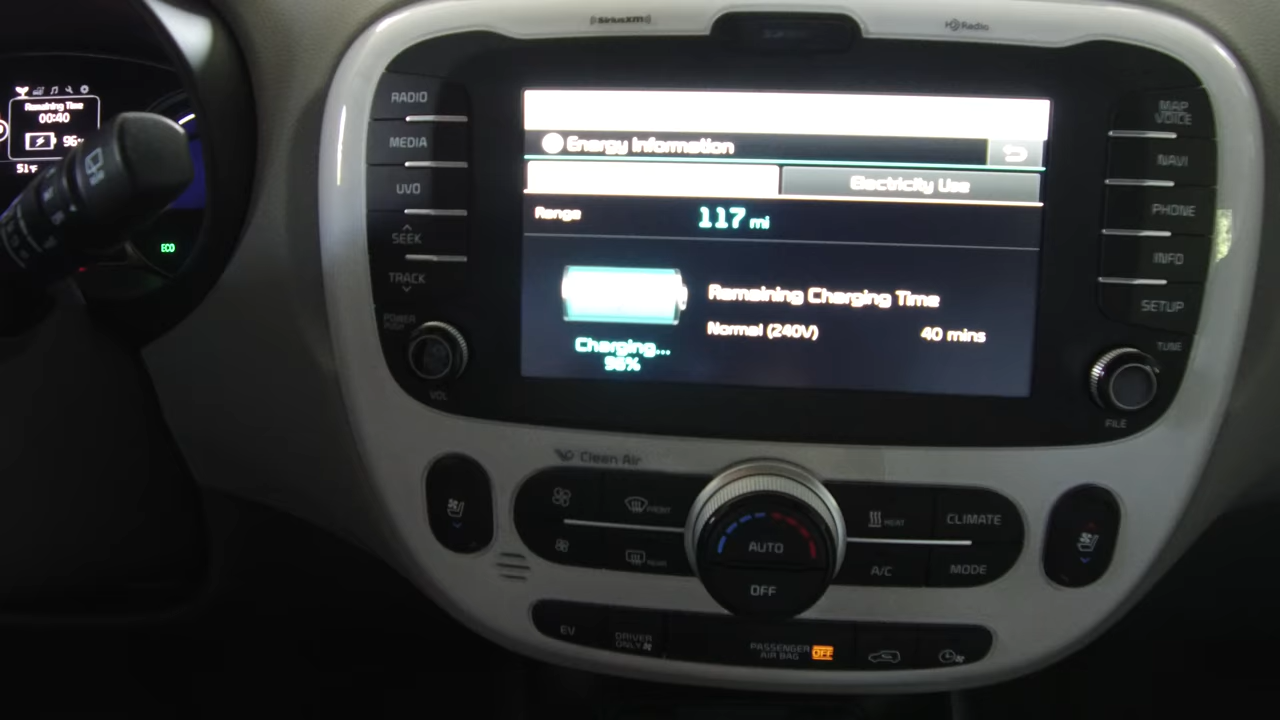 SiriusXM
HD Radio
Remaining Time
00:40
96%
51°F
ECO
RADIO
MEDIA
UVO
SEEK
TRACK
POWER
PUSH
VOL
Energy Information
Electricity Use
Range 117 mi
Remaining Charging Time
Normal (240V) 40 mins
Charging...
96%
MAP
VOICE
NAVI
PHONE
INFO
SETUP
TUNE
FILE
Clean Air
FRONT
REAR
AUTO
OFF
HEAT
CLIMATE
A/C
MODE
EV
DRIVER
ONLY
PASSENGER
AIR BAG OFF